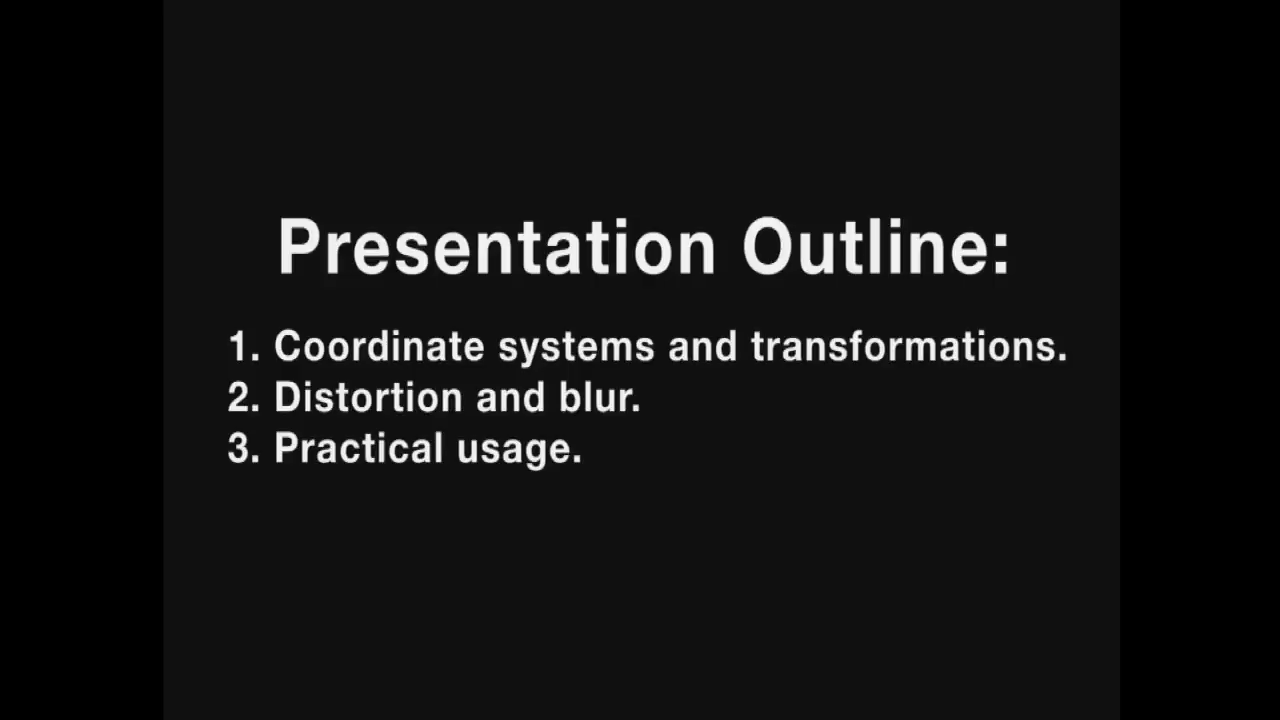 Presentation Outline:
1. Coordinate systems and transformations.
2. Distortion and blur.
3. Practical usage.